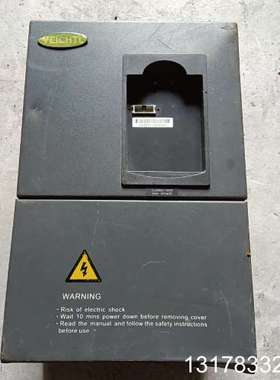 VEICHI
WARNING
- Risk of electric shock
- Wait 10 mins power down before removing cover
- Read the manual and follow the safety instructions
before use
1317833